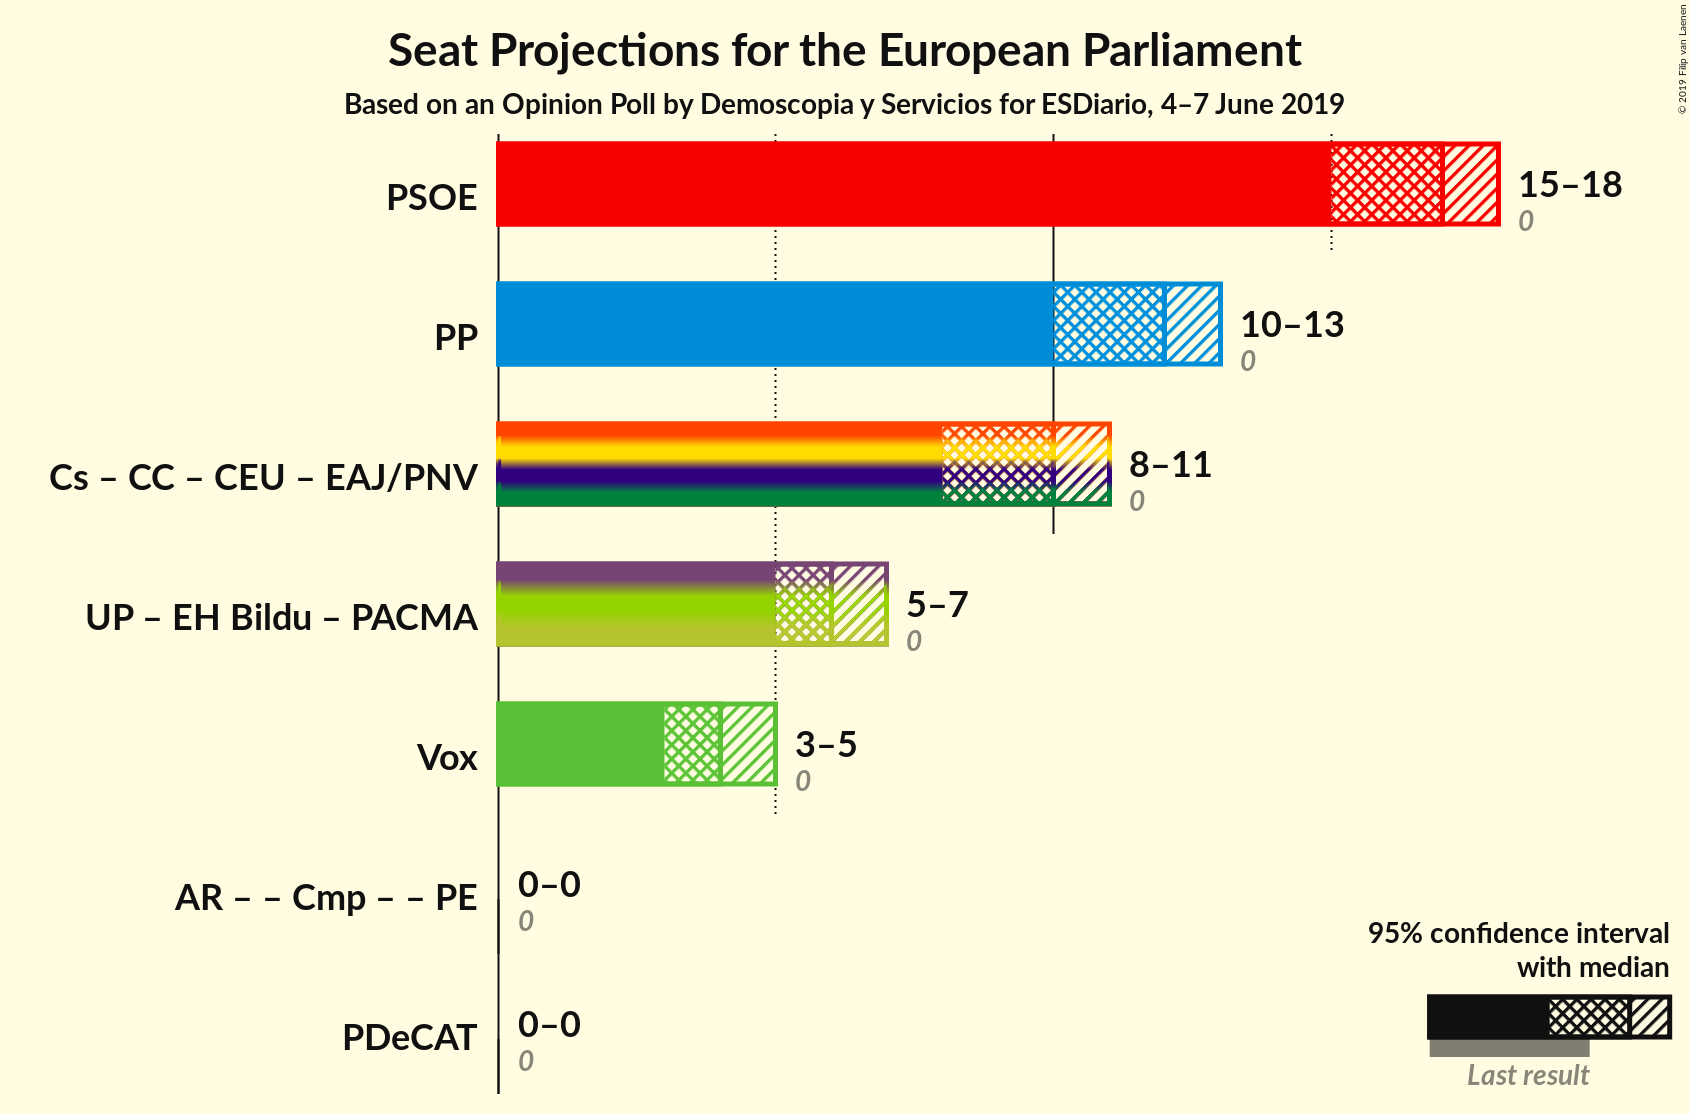 Seat Projections for the European Parliament
Based on an Opinion Poll by Demoscopia y Servicios for ESDiario, 4–7 June 2019
© 2019 Filip van Laenen
PSOE
15–18
0
PP
10–13
0
Cs – CC – CEU – EAJ/PNV
8–11
0
UP – EH Bildu – PACMA
5–7
0
Vox
3–5
0
AR – – Cmp – – PE
0–0
0
PDeCAT
0–0
0
95% confidence interval
with median
Last result